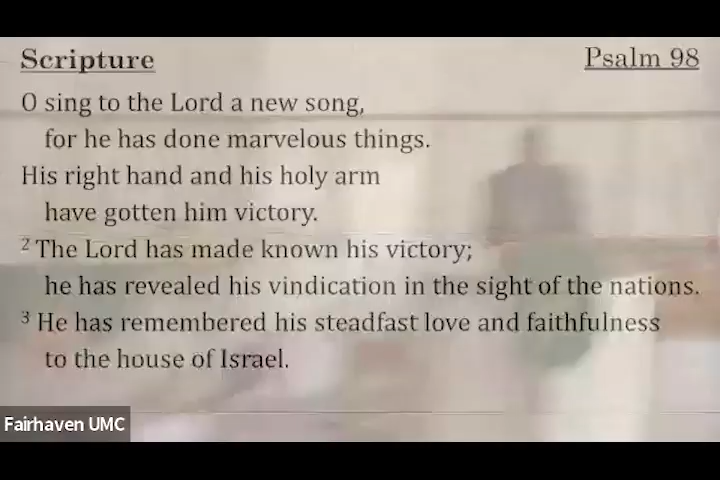 Scripture
Psalm 98
O sing to the Lord a new song,
for he has done marvelous things.
His right hand and his holy arm
have gotten him victory.
2 The Lord has made known his victory;
he has revealed his vindication in the sight of the nations.
3 He has remembered his steadfast love and faithfulness
to the house of Israel.
Fairhaven UMC